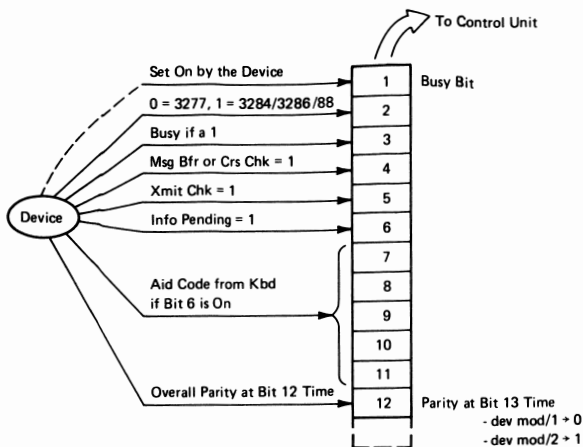 To Control Unit
Set On by the Device
1
Busy Bit
0 = 3277, 1 = 3284/3286/88
2
Busy if a 1
3
Msg Bfr or Crs Chk = 1
4
Xmit Chk = 1
5
Device
Info Pending = 1
6
7
Aid Code from Kbd
if Bit 6 is On
8
9
10
11
Overall Parity at Bit 12 Time
12
Parity at Bit 13 Time
- dev mod/1 → 0
- dev mod/2 → 1